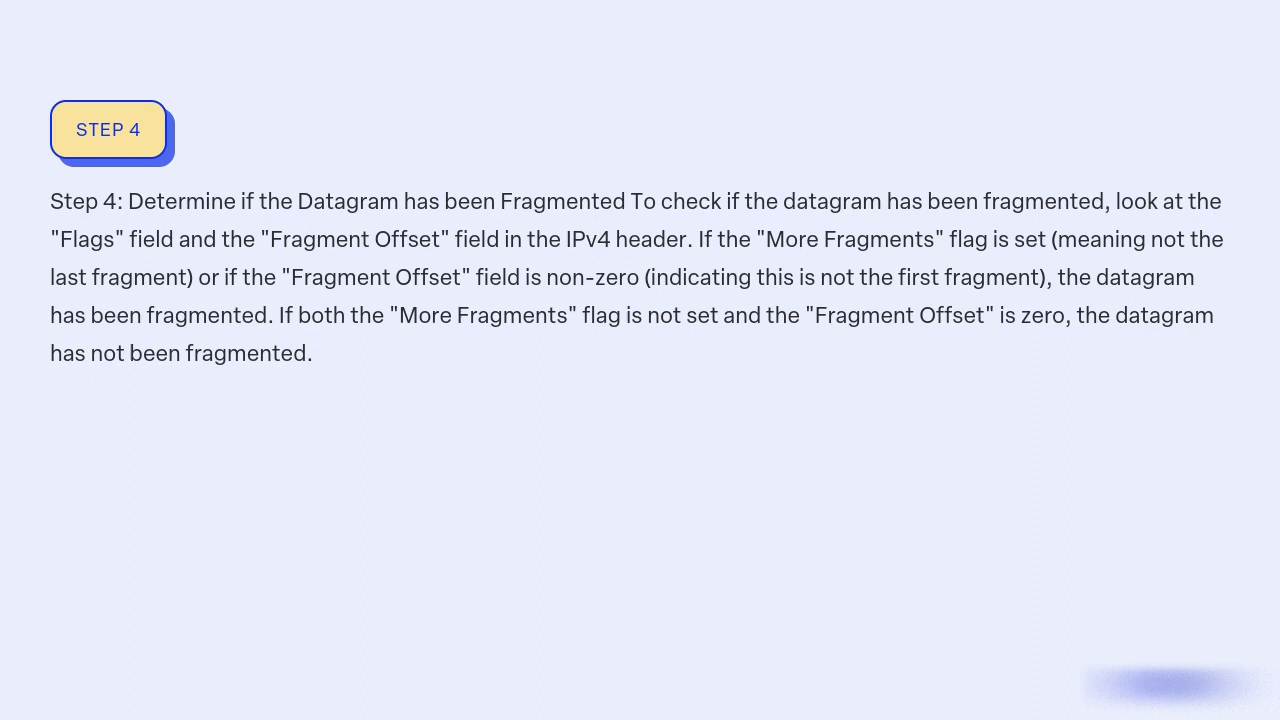 STEP 4
Step 4: Determine if the Datagram has been Fragmented To check if the datagram has been fragmented, look at the
"Flags" field and the "Fragment Offset" field in the IPv4 header. If the "More Fragments" flag is set (meaning not the
last fragment) or if the "Fragment Offset" field is non-zero (indicating this is not the first fragment), the datagram
has been fragmented. If both the "More Fragments" flag is not set and the "Fragment Offset" is zero, the datagram
has not been fragmented.